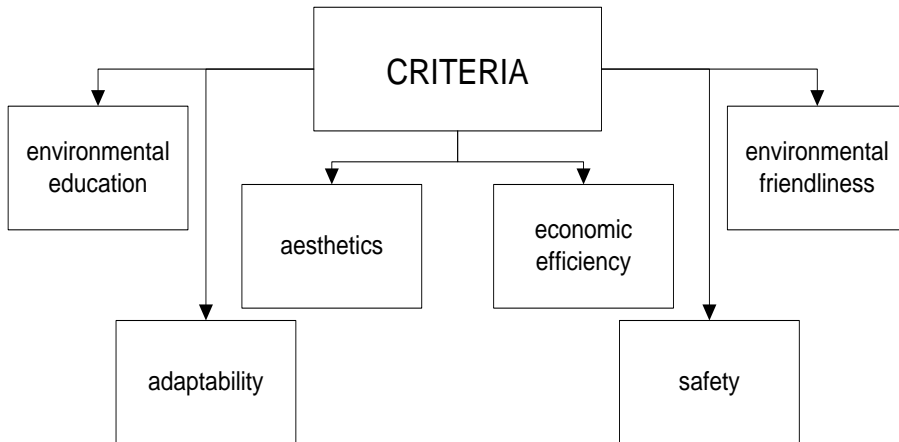 CRITERIA
environmental
education
environmental
friendliness
aesthetics
economic
efficiency
adaptability
safety